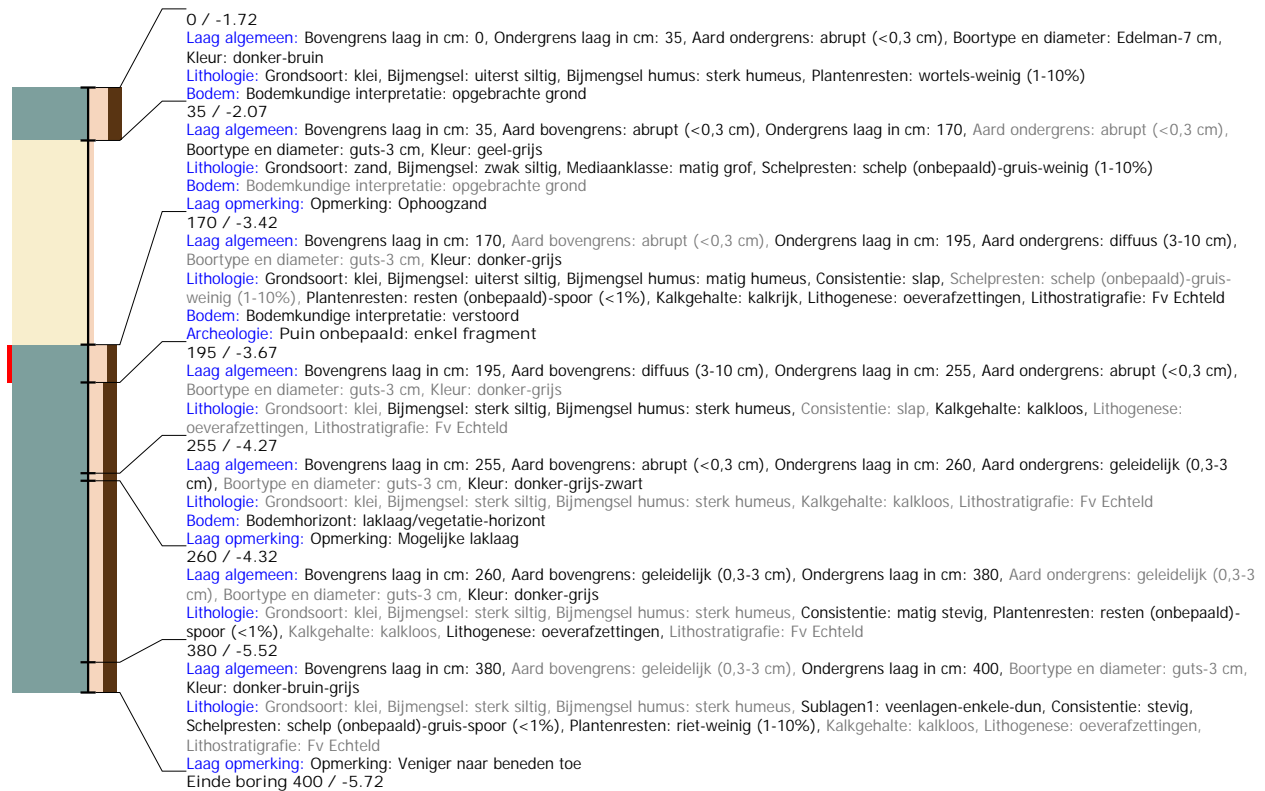 0 / -1.72
Laag algemeen: Bovengrens laag in cm: 0, Ondergrens laag in cm: 35, Aard ondergrens: abrupt (<0,3 cm), Boortype en diameter: Edelman-7 cm,
Kleur: donker-bruin
Lithologie: Grondsoort: klei, Bijmengsel: uiterst siltig, Bijmengsel humus: sterk humeus, Plantenresten: wortels-weinig (1-10%)
Bodem: Bodemkundige interpretatie: opgebrachte grond
35 / -2.07
Laag algemeen: Bovengrens laag in cm: 35, Aard bovengrens: abrupt (<0,3 cm), Ondergrens laag in cm: 170, Aard ondergrens: abrupt (<0,3 cm),
Boortype en diameter: guts-3 cm, Kleur: geel-grijs
Lithologie: Grondsoort: zand, Bijmengsel: zwak siltig, Mediaanklasse: matig grof, Schelpresten: schelp (onbepaald)-gruis-weinig (1-10%)
Bodem: Bodemkundige interpretatie: opgebrachte grond
Laag opmerking: Opmerking: Ophoogzand
170 / -3.42
Laag algemeen: Bovengrens laag in cm: 170, Aard bovengrens: abrupt (<0,3 cm), Ondergrens laag in cm: 195, Aard ondergrens: diffuus (3-10 cm),
Boortype en diameter: guts-3 cm, Kleur: donker-grijs
Lithologie: Grondsoort: klei, Bijmengsel: uiterst siltig, Bijmengsel humus: matig humeus, Consistentie: slap, Schelpresten: schelp (onbepaald)-gruis-
weinig (1-10%), Plantenresten: resten (onbepaald)-spoor (<1%), Kalkgehalte: kalkrijk, Lithogenese: oeverafzettingen, Lithostratigrafie: Fv Echteld
Bodem: Bodemkundige interpretatie: verstoord
Archeologie: Puin onbepaald: enkel fragment
195 / -3.67
Laag algemeen: Bovengrens laag in cm: 195, Aard bovengrens: diffuus (3-10 cm), Ondergrens laag in cm: 255, Aard ondergrens: abrupt (<0,3 cm),
Boortype en diameter: guts-3 cm, Kleur: donker-grijs
Lithologie: Grondsoort: klei, Bijmengsel: sterk siltig, Bijmengsel humus: sterk humeus, Consistentie: slap, Kalkgehalte: kalkloos, Lithogenese:
oeverafzettingen, Lithostratigrafie: Fv Echteld
255 / -4.27
Laag algemeen: Bovengrens laag in cm: 255, Aard bovengrens: abrupt (<0,3 cm), Ondergrens laag in cm: 260, Aard ondergrens: geleidelijk (0,3-3
cm), Boortype en diameter: guts-3 cm, Kleur: donker-grijs-zwart
Lithologie: Grondsoort: klei, Bijmengsel: sterk siltig, Bijmengsel humus: sterk humeus, Kalkgehalte: kalkloos, Lithostratigrafie: Fv Echteld
Bodem: Bodemhorizont: laklaag/vegetatie-horizont
Laag opmerking: Opmerking: Mogelijke laklaag
260 / -4.32
Laag algemeen: Bovengrens laag in cm: 260, Aard bovengrens: geleidelijk (0,3-3 cm), Ondergrens laag in cm: 380, Aard ondergrens: geleidelijk (0,3-3
cm), Boortype en diameter: guts-3 cm, Kleur: donker-grijs
Lithologie: Grondsoort: klei, Bijmengsel: sterk siltig, Bijmengsel humus: sterk humeus, Consistentie: matig stevig, Plantenresten: resten (onbepaald)-
spoor (<1%), Kalkgehalte: kalkloos, Lithogenese: oeverafzettingen, Lithostratigrafie: Fv Echteld
380 / -5.52
Laag algemeen: Bovengrens laag in cm: 380, Aard bovengrens: geleidelijk (0,3-3 cm), Ondergrens laag in cm: 400, Boortype en diameter: guts-3 cm,
Kleur: donker-bruin-grijs
Lithologie: Grondsoort: klei, Bijmengsel: sterk siltig, Bijmengsel humus: sterk humeus, Sublagen1: veenlagen-enkele-dun, Consistentie: stevig,
Schelpresten: schelp (onbepaald)-gruis-spoor (<1%), Plantenresten: riet-weinig (1-10%), Kalkgehalte: kalkloos, Lithogenese: oeverafzettingen,
Lithostratigrafie: Fv Echteld
Laag opmerking: Opmerking: Veniger naar beneden toe
Einde boring 400 / -5.72